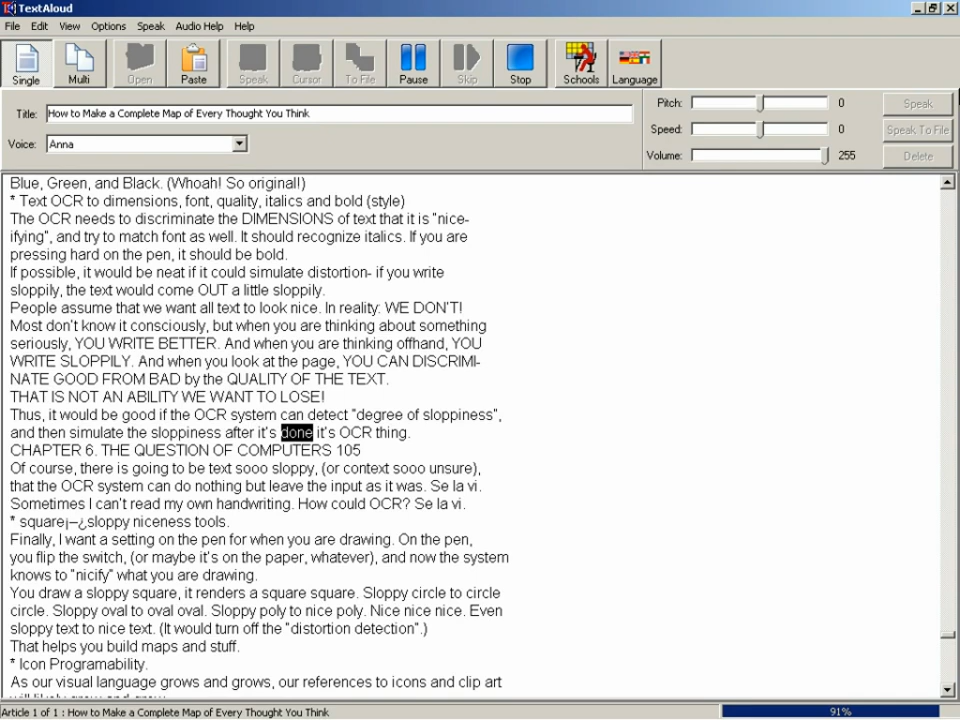 TextAloud
File Edit View Options Speak Audio Help Help
Single Multi Open Paste Speak Cursor To File Pause Skip Stop Schools Language
Title: How to Make a Complete Map of Every Thought You Think
Voice: Anna
Pitch: 0 Speak
Speed: 0 Speak To File
Volume: 255 Delete
Blue, Green, and Black. (Whoah! So original!)
* Text OCR to dimensions, font, quality, italics and bold (style)
The OCR needs to discriminate the DIMENSIONS of text that it is "nice-
ifying", and try to match font as well. It should recognize italics. If you are
pressing hard on the pen, it should be bold.
If possible, it would be neat if it could simulate distortion- if you write
sloppily, the text would come OUT a little sloppily.
People assume that we want all text to look nice. In reality: WE DON'T!
Most don't know it consciously, but when you are thinking about something
seriously, YOU WRITE BETTER. And when you are thinking offhand, YOU
WRITE SLOPPILY. And when you look at the page, YOU CAN DISCRIMI-
NATE GOOD FROM BAD by the QUALITY OF THE TEXT.
THAT IS NOT AN ABILITY WE WANT TO LOSE!
Thus, it would be good if the OCR system can detect "degree of sloppiness",
and then simulate the sloppiness after it's done it's OCR thing.
CHAPTER 6. THE QUESTION OF COMPUTERS 105
Of course, there is going to be text sooo sloppy, (or context sooo unsure),
that the OCR system can do nothing but leave the input as it was. Se la vi.
Sometimes I can't read my own handwriting. How could OCR? Se la vi.
* square¡–¿sloppy niceness tools.
Finally, I want a setting on the pen for when you are drawing. On the pen,
you flip the switch, (or maybe it's on the paper, whatever), and now the system
knows to "nicify" what you are drawing.
You draw a sloppy square, it renders a square square. Sloppy circle to circle
circle. Sloppy oval to oval oval. Sloppy poly to nice poly. Nice nice nice. Even
sloppy text to nice text. (It would turn off the "distortion detection".)
That helps you build maps and stuff.
* Icon Programability.
As our visual language grows and grows, our references to icons and clip art
will likely grow and grow
Article 1 of 1 : How to Make a Complete Map of Every Thought You Think 91%